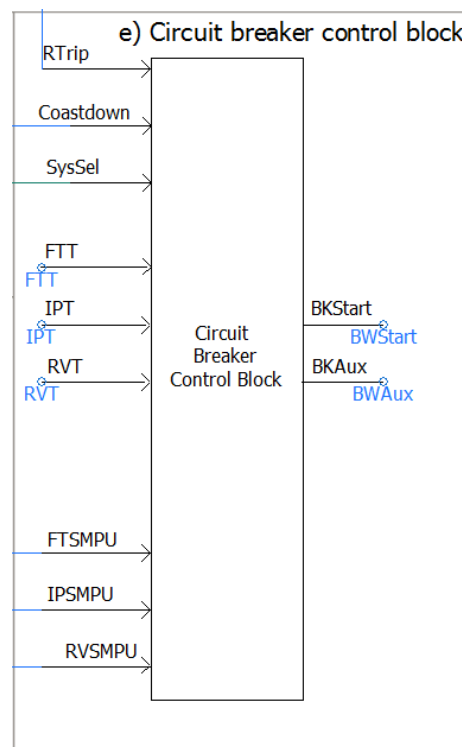 e) Circuit breaker control block
RTrip
Coastdown
SysSel
FTT
FTT
IPT
IPT
RVT
RVT
Circuit
Breaker
Control Block
BKStart
BWStart
BKAux
BWAux
FTSMPU
IPSMPU
RVSMPU